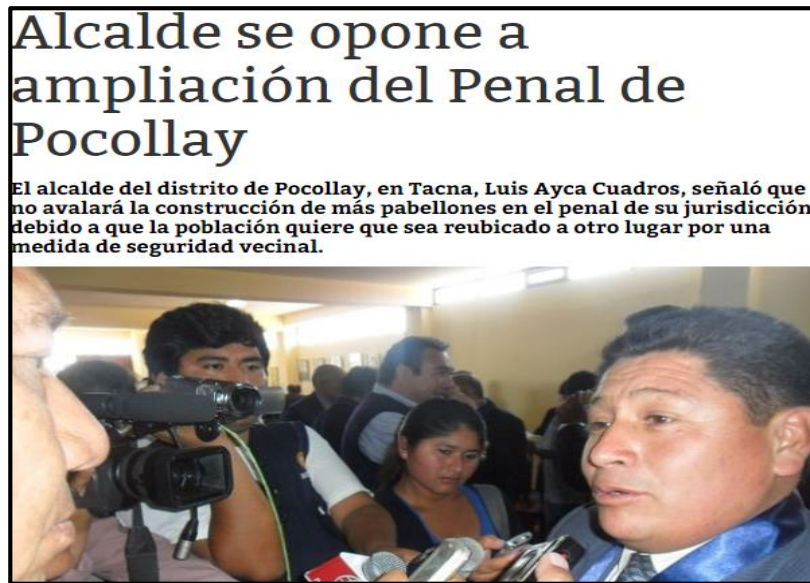 Alcalde se opone a
ampliación del Penal de
Pocollay
El alcalde del distrito de Pocollay, en Tacna, Luis Ayca Cuadros, señaló que
no avalará la construcción de más pabellones en el penal de su jurisdicción
debido a que la población quiere que sea reubicado a otro lugar por una
medida de seguridad vecinal.